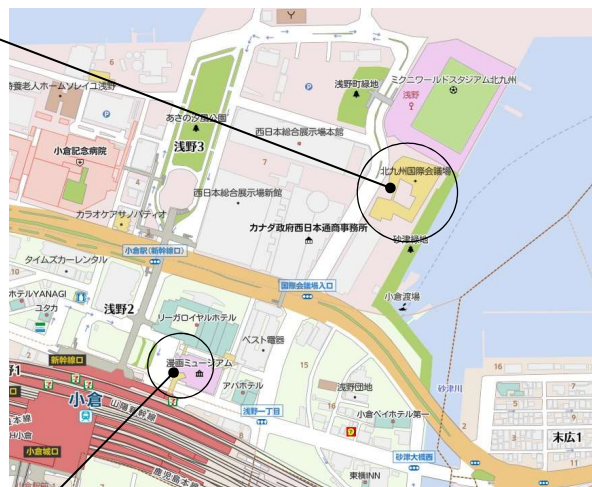 ミクニワールドスタジアム北九州
浅野町緑地
浅野
特養老人ホームソレイユ浅野
あさの汐風公園
西日本総合展示場本館
浅野3
小倉記念病院
7
北九州国際会議場
西日本総合展示場新館
カナダ政府西日本通商事務所
カラオケアサノパティオ
砂津緑地
小倉駅(新幹線口)
タイムズカーレンタル
国際会議場入口
10
小倉渡場
ホテルYANAGI
ユタカ
浅野2
リーガロイヤルホテル
ベスト電器
新幹線口
漫画ミュージアム
15
16
小倉
山陽新幹線
アパホテル
浅野団地
砂津川
浅野一丁目
小倉ベイホテル第一
小倉城口
鹿児島本線
東横INN
砂津大橋西
末広1